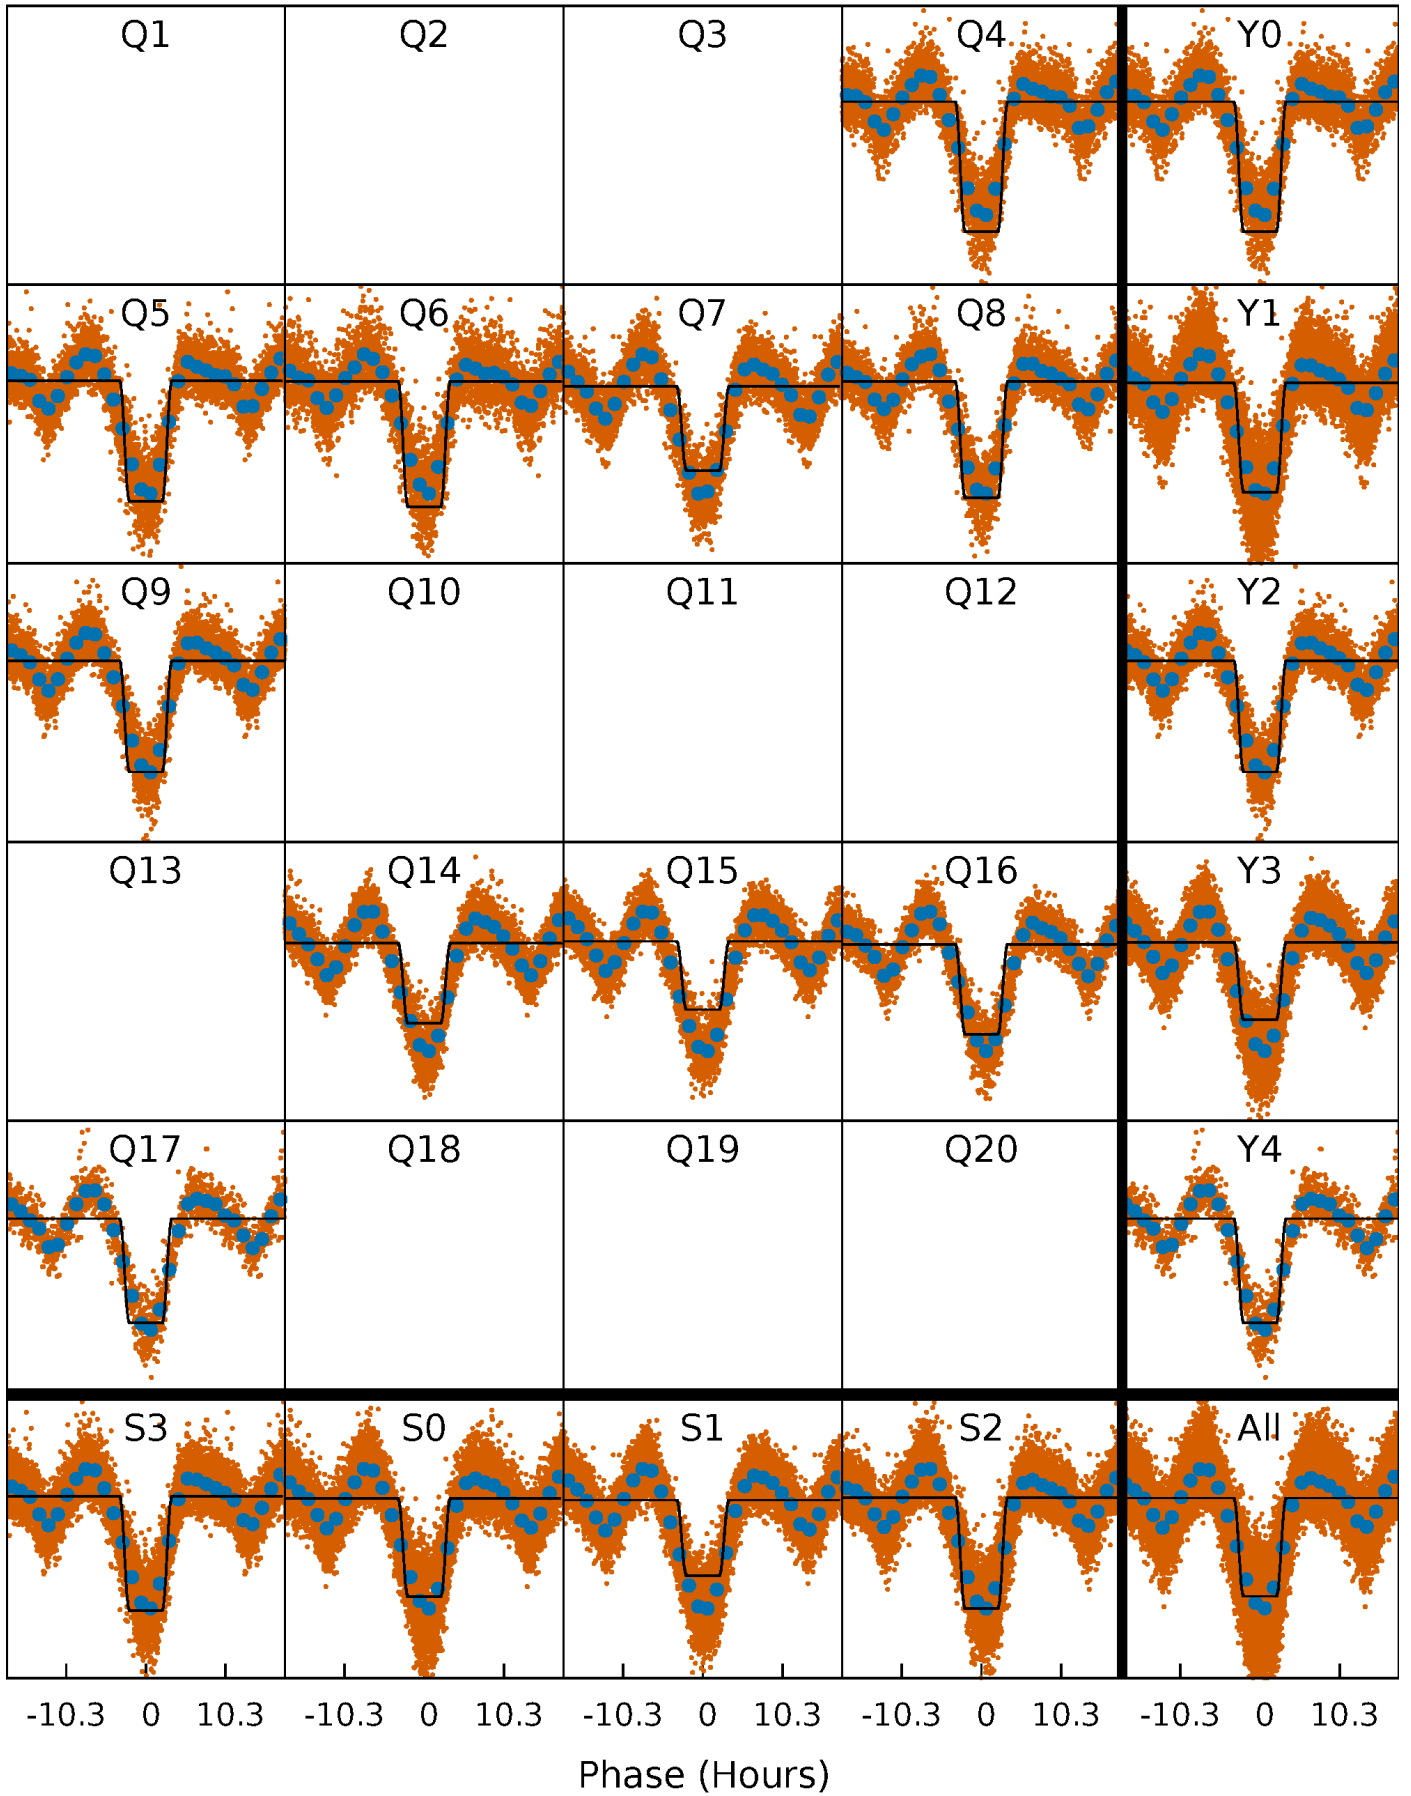 Q1 Q2 Q3 Q4 Y0
Q5 Q6 Q7 Q8 Y1
Q9 Q10 Q11 Q12 Y2
Q13 Q14 Q15 Q16 Y3
Q17 Q18 Q19 Q20 Y4
S3 S0 S1 S2 All
-10.3 0 10.3 -10.3 0 10.3 -10.3 0 10.3 -10.3 0 10.3 -10.3 0 10.3
Phase (Hours)